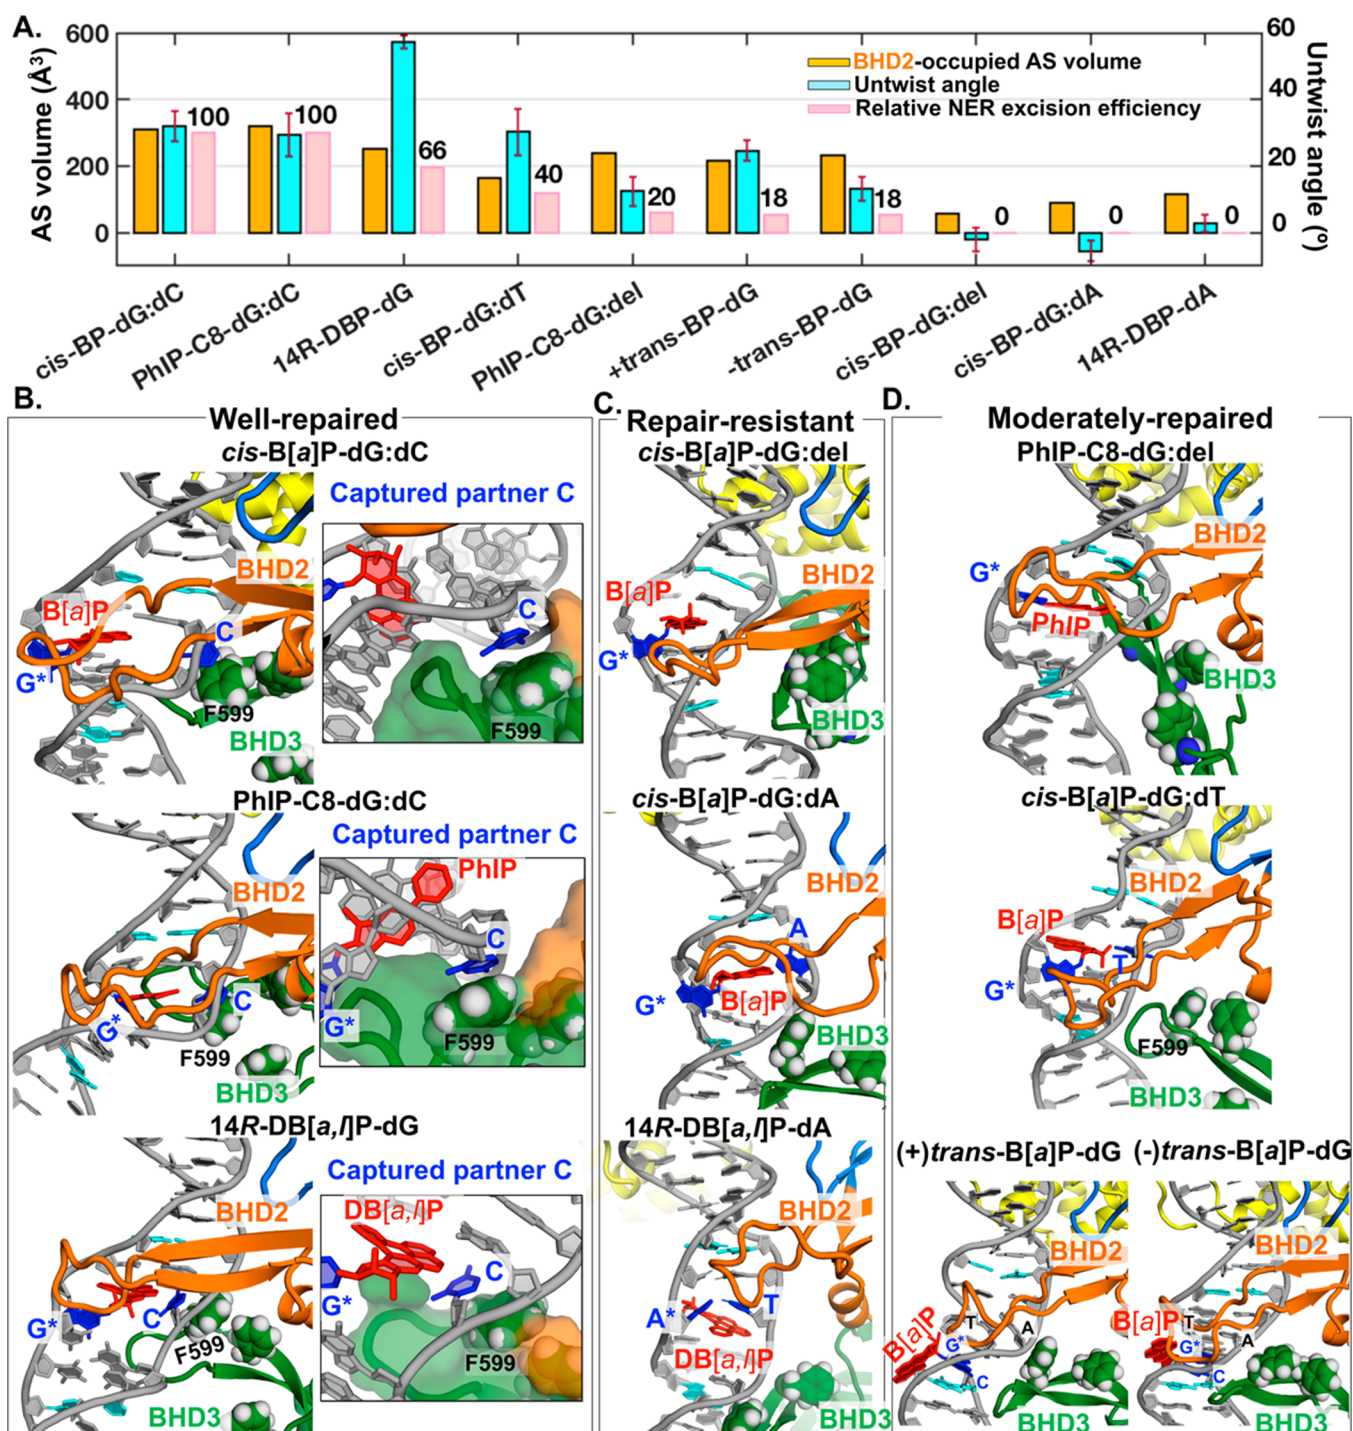 A.
AS volume (Å³)
600
400
200
0
60
40
20
0
Untwist angle (º)
BHD2-occupied AS volume
Untwist angle
Relative NER excision efficiency
100
100
66
40
20
18
18
0
0
0
cis-BP-dG:dC
PhIP-C8-dG:dC
14R-DBP-dG
cis-BP-dG:dT
PhIP-C8-dG:del
+trans-BP-dG
-trans-BP-dG
cis-BP-dG:del
cis-BP-dG:dA
14R-DBP-dA
B.
Well-repaired
cis-B[a]P-dG:dC
Captured partner C
BHD2
B[a]P
C
G*
F599
BHD3
C
F599
PhIP-C8-dG:dC
Captured partner C
BHD2
C
G*
F599
BHD3
PhIP
C
G*
F599
14R-DB[a,l]P-dG
Captured partner C
BHD2
G*
C
F599
BHD3
DB[a,l]P
C
G*
F599
C.
Repair-resistant
cis-B[a]P-dG:del
BHD2
B[a]P
G*
BHD3
cis-B[a]P-dG:dA
BHD2
A
G*
B[a]P
BHD3
14R-DB[a,l]P-dA
BHD2
A*
T
DB[a,l]P
BHD3
D.
Moderately-repaired
PhIP-C8-dG:del
BHD2
G*
PhIP
BHD3
cis-B[a]P-dG:dT
BHD2
B[a]P
T
G*
F599
BHD3
(+)trans-B[a]P-dG
BHD2
T
A
B[a]P
G*
C
BHD3
(-)trans-B[a]P-dG
BHD2
B[a]P
T
A
G*
C
BHD3